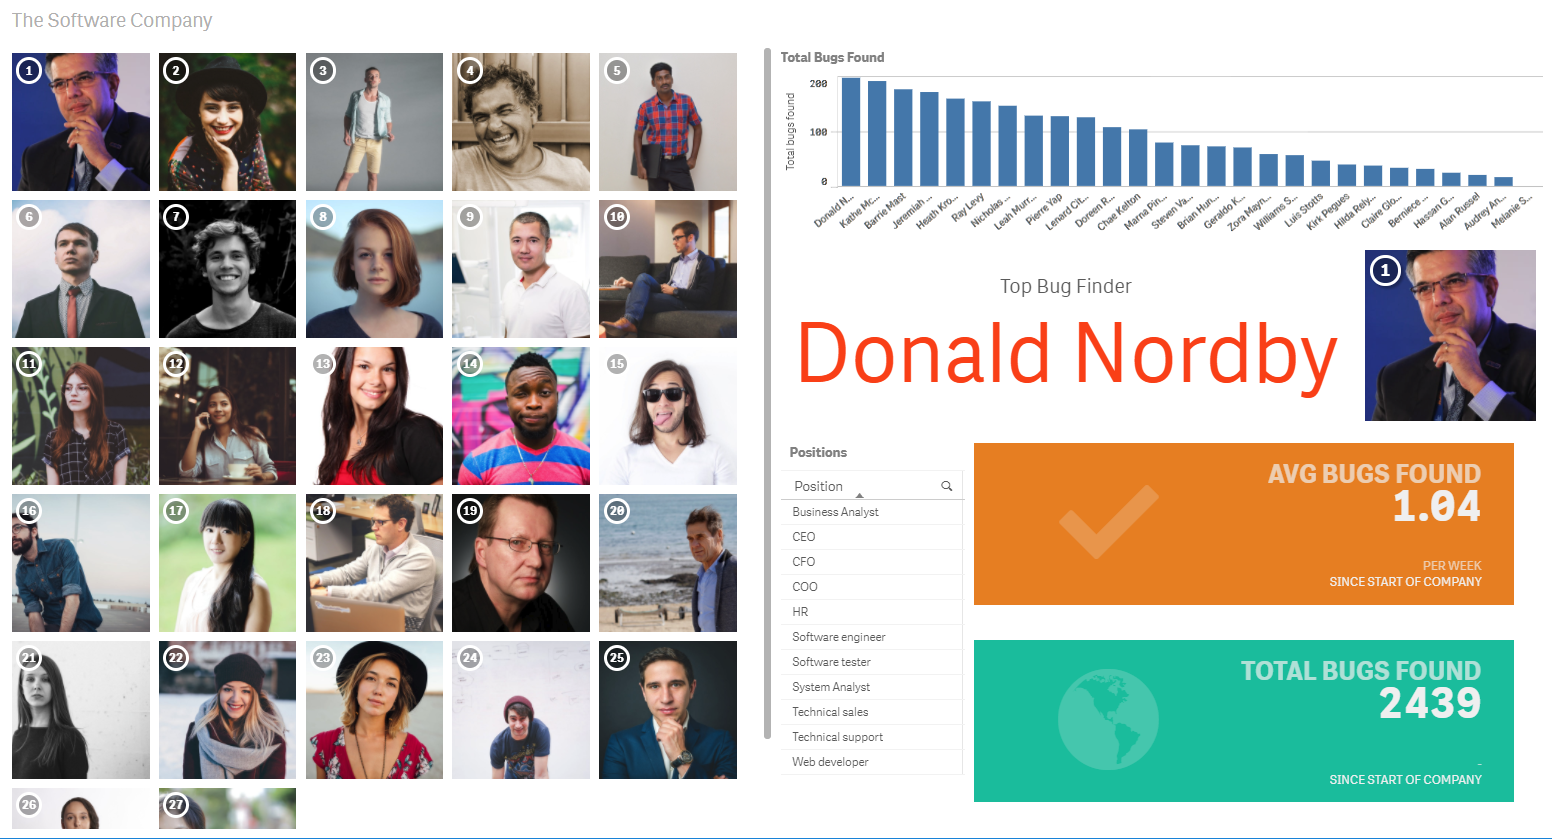 The Software Company
1
2
3
4
5
6
7
8
9
10
11
12
13
14
15
16
17
18
19
20
21
22
23
24
25
26
27
Total Bugs Found
Total bugs found
200
100
0
Donald N...
Kathe Mc...
Barrie Mast
Jeremiah ...
Heath Kro...
Ray Levy
Nicholas ...
Leah Murr...
Pierre Yap
Lenard Cit...
Doreen R...
Chae Kelton
Marna Pin...
Steven Va...
Brian Hun...
Geraldo K...
Zora Mayn...
Williams S...
Luis Stotts
Kirk Pegues
Hilda Rely...
Claire Glo...
Berniece ...
Hassan G...
Alan Russel
Audrey An...
Melanie S...
Top Bug Finder
Donald Nordby
1
Positions
Position
Business Analyst
CEO
CFO
COO
HR
Software engineer
Software tester
System Analyst
Technical sales
Technical support
Web developer
AVG BUGS FOUND
1.04
PER WEEK
SINCE START OF COMPANY
TOTAL BUGS FOUND
2439
-
SINCE START OF COMPANY